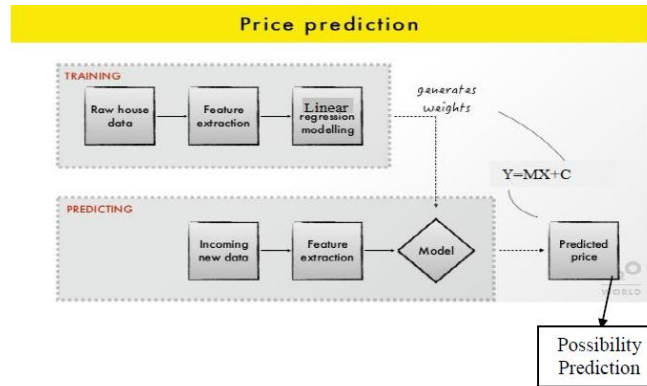 Price prediction
TRAINING
Raw house
data
Feature
extraction
Linear
regression
modelling
generates
weights
Y=MX+C
PREDICTING
Incoming
new data
Feature
extraction
Model
Predicted
price
WORLD
Possibility
Prediction